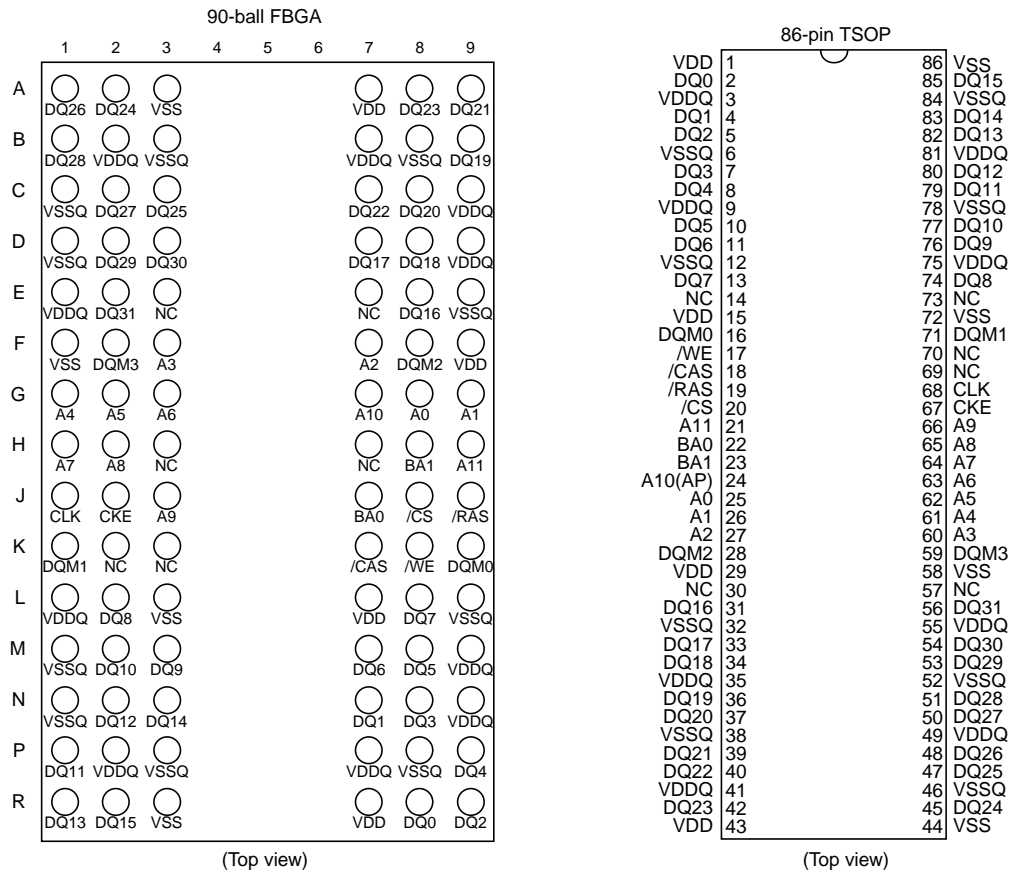 90-ball FBGA
1 2 3 4 5 6 7 8 9
A
DQ26 DQ24 VSS VDD DQ23 DQ21
B
DQ28 VDDQ VSSQ VDDQ VSSQ DQ19
C
VSSQ DQ27 DQ25 DQ22 DQ20 VDDQ
D
VSSQ DQ29 DQ30 DQ17 DQ18 VDDQ
E
VDDQ DQ31 NC NC DQ16 VSSQ
F
VSS DQM3 A3 A2 DQM2 VDD
G
A4 A5 A6 A10 A0 A1
H
A7 A8 NC NC BA1 A11
J
CLK CKE A9 BA0 /CS /RAS
K
DQM1 NC NC /CAS /WE DQM0
L
VDDQ DQ8 VSS VDD DQ7 VSSQ
M
VSSQ DQ10 DQ9 DQ6 DQ5 VDDQ
N
VSSQ DQ12 DQ14 DQ1 DQ3 VDDQ
P
DQ11 VDDQ VSSQ VDDQ VSSQ DQ4
R
DQ13 DQ15 VSS VDD DQ0 DQ2
(Top view)
86-pin TSOP
VDD 1 86 VSS
DQ0 2 85 DQ15
VDDQ 3 84 VSSQ
DQ1 4 83 DQ14
DQ2 5 82 DQ13
VSSQ 6 81 VDDQ
DQ3 7 80 DQ12
DQ4 8 79 DQ11
VDDQ 9 78 VSSQ
DQ5 10 77 DQ10
DQ6 11 76 DQ9
VSSQ 12 75 VDDQ
DQ7 13 74 DQ8
NC 14 73 NC
VDD 15 72 VSS
DQM0 16 71 DQM1
/WE 17 70 NC
/CAS 18 69 NC
/RAS 19 68 CLK
/CS 20 67 CKE
A11 21 66 A9
BA0 22 65 A8
BA1 23 64 A7
A10(AP) 24 63 A6
A0 25 62 A5
A1 26 61 A4
A2 27 60 A3
DQM2 28 59 DQM3
VDD 29 58 VSS
NC 30 57 NC
DQ16 31 56 DQ31
VSSQ 32 55 VDDQ
DQ17 33 54 DQ30
DQ18 34 53 DQ29
VDDQ 35 52 VSSQ
DQ19 36 51 DQ28
DQ20 37 50 DQ27
VSSQ 38 49 VDDQ
DQ21 39 48 DQ26
DQ22 40 47 DQ25
VDDQ 41 46 VSSQ
DQ23 42 45 DQ24
VDD 43 44 VSS
(Top view)